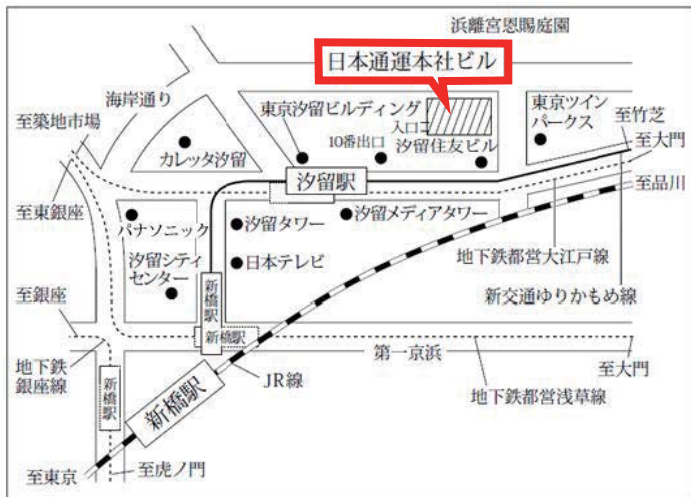 浜離宮恩賜庭園
日本通運本社ビル
海岸通り
東京汐留ビルディング
入口
東京ツイン
パークス
至竹芝
至築地市場
10番出口
汐留住友ビル
至大門
カレッタ汐留
汐留駅
至品川
至東銀座
パナソニック
汐留タワー
汐留メディアタワー
汐留シティ
センター
日本テレビ
地下鉄都営大江戸線
新交通ゆりかもめ線
至銀座
新橋駅
新橋駅
第一京浜
地下鉄
銀座線
新橋駅
新橋駅
JR線
至大門
地下鉄都営浅草線
至東京
至虎ノ門